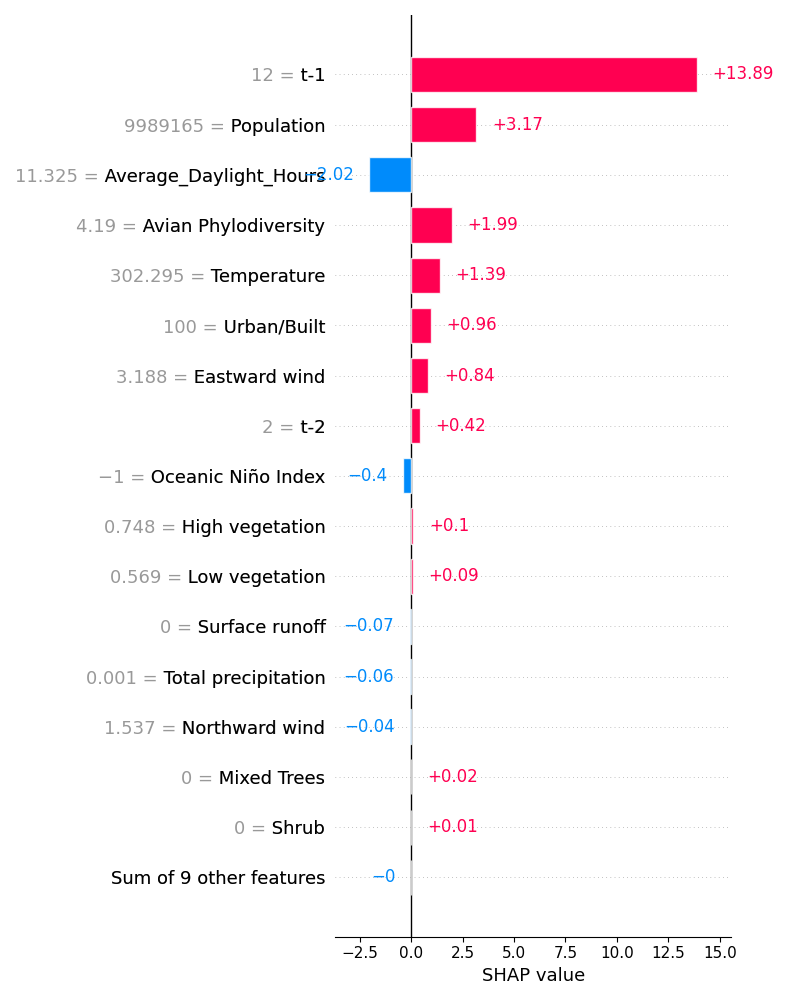 12 = t-1 +13.89
9989165 = Population +3.17
11.325 = Average_Daylight_Hours −2.02
4.19 = Avian Phylodiversity +1.99
302.295 = Temperature +1.39
100 = Urban/Built +0.96
3.188 = Eastward wind +0.84
2 = t-2 +0.42
−1 = Oceanic Niño Index −0.4
0.748 = High vegetation +0.1
0.569 = Low vegetation +0.09
0 = Surface runoff −0.07
0.001 = Total precipitation −0.06
1.537 = Northward wind −0.04
0 = Mixed Trees +0.02
0 = Shrub +0.01
Sum of 9 other features −0
−2.5 0.0 2.5 5.0 7.5 10.0 12.5 15.0
SHAP value